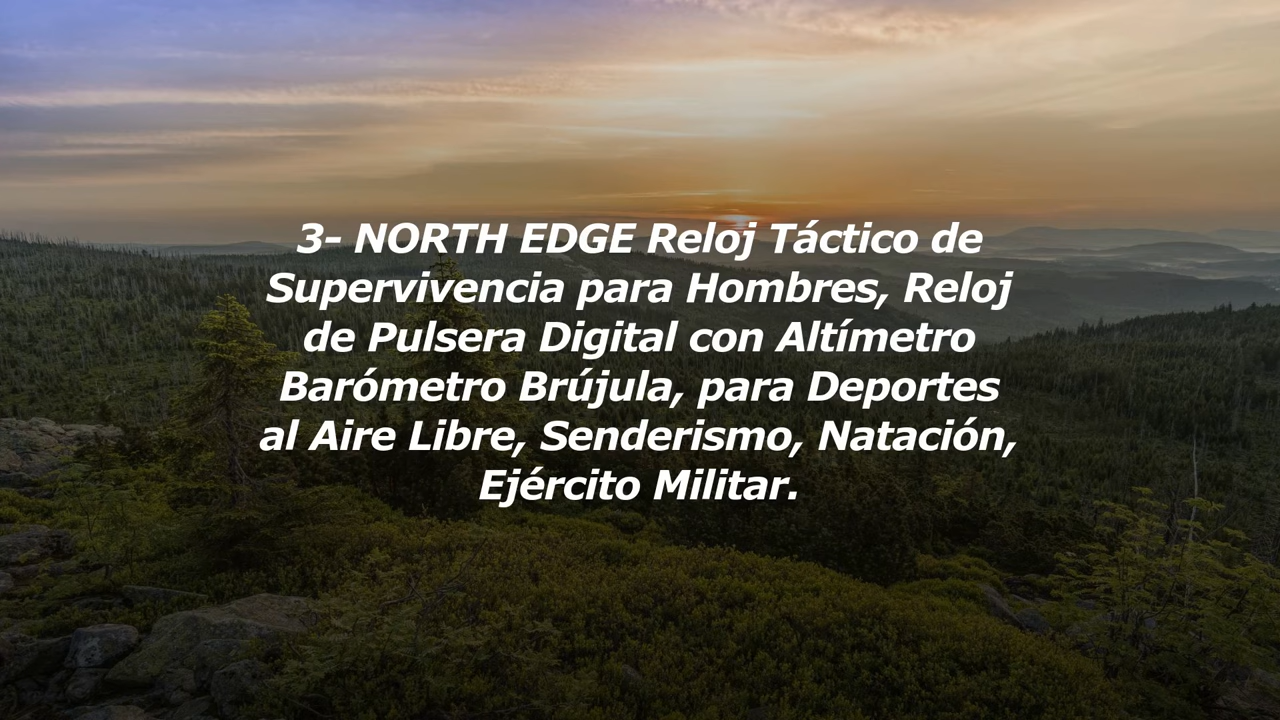 3- NORTH EDGE Reloj Táctico de
Supervivencia para Hombres, Reloj
de Pulsera Digital con Altímetro
Barómetro Brújula, para Deportes
al Aire Libre, Senderismo, Natación,
Ejército Militar.